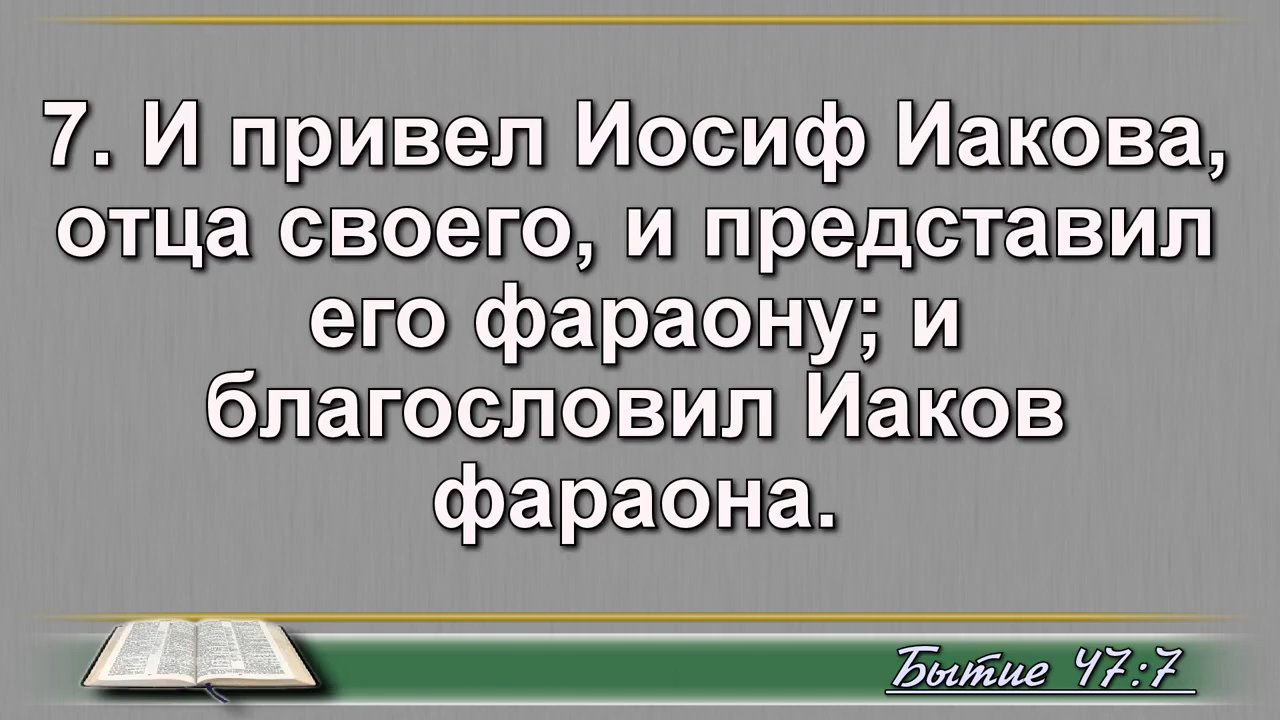 7. И привел Иосиф Иакова,
отца своего, и представил
его фараону; и
благословил Иаков
фараона.
Бытие 47:7